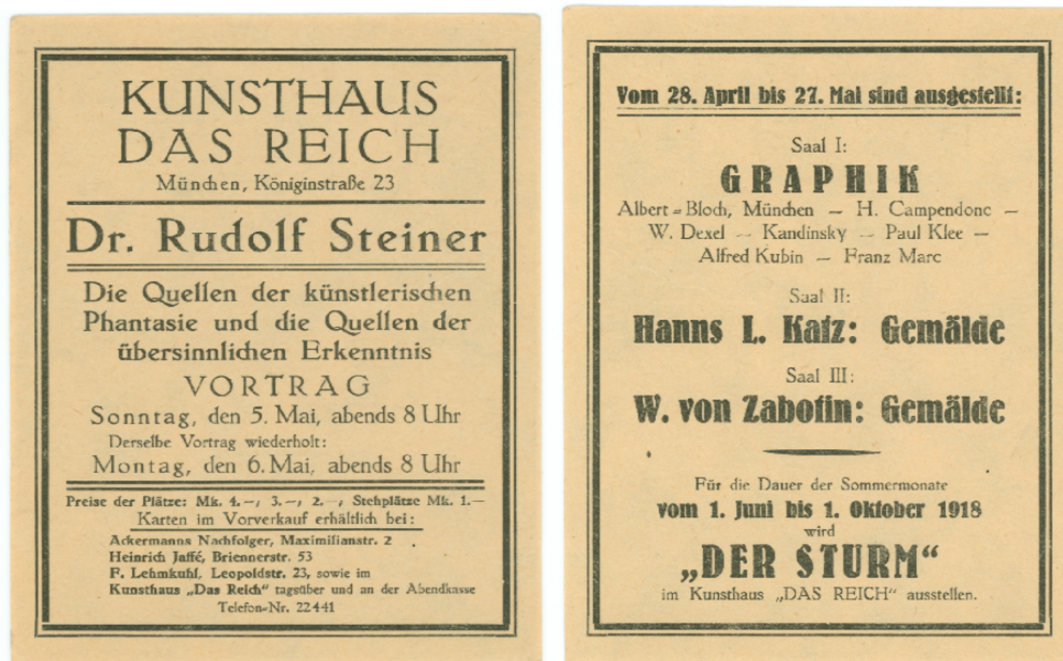 KUNSTHAUS
DAS REICH
München, Königinstraße 23
Dr. Rudolf Steiner
Die Quellen der künstlerischen
Phantasie und die Quellen der
übersinnlichen Erkenntnis
VORTRAG
Sonntag, den 5. Mai, abends 8 Uhr
Derselbe Vortrag wiederholt:
Montag, den 6. Mai, abends 8 Uhr
Preise der Plätze: Mk. 4.–, 3.–, 2.–, Stehplätze Mk. 1.–
Karten im Vorverkauf erhältlich bei:
Ackermanns Nachfolger, Maximilianstr. 2
Heinrich Jaffé, Briennerstr. 53
F. Lehmkuhl, Leopoldstr. 23, sowie im
Kunsthaus „Das Reich“ tagsüber und an der Abendkasse
Telefon-Nr. 22441
Vom 28. April bis 27. Mai sind ausgestellt:
Saal I:
GRAPHIK
Albert-Bloch, München – H. Campendonc –
W. Dexel – Kandinsky – Paul Klee –
Alfred Kubin – Franz Marc
Saal II:
Hanns L. Katz: Gemälde
Saal III:
W. von Zabotin: Gemälde
Für die Dauer der Sommermonate
vom 1. Juni bis 1. Oktober 1918
wird
„DER STURM“
im Kunsthaus „DAS REICH“ ausstellen.